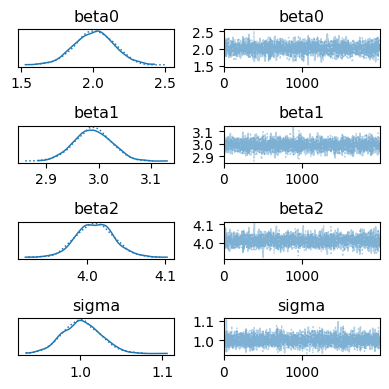 beta0 beta0
2.5
2.0
1.5
1.5 2.0 2.5 0 1000
beta1 beta1
3.1
3.0
2.9
2.9 3.0 3.1 0 1000
beta2 beta2
4.1
4.0
4.0 4.1 0 1000
sigma sigma
1.1
1.0
1.0 1.1 0 1000